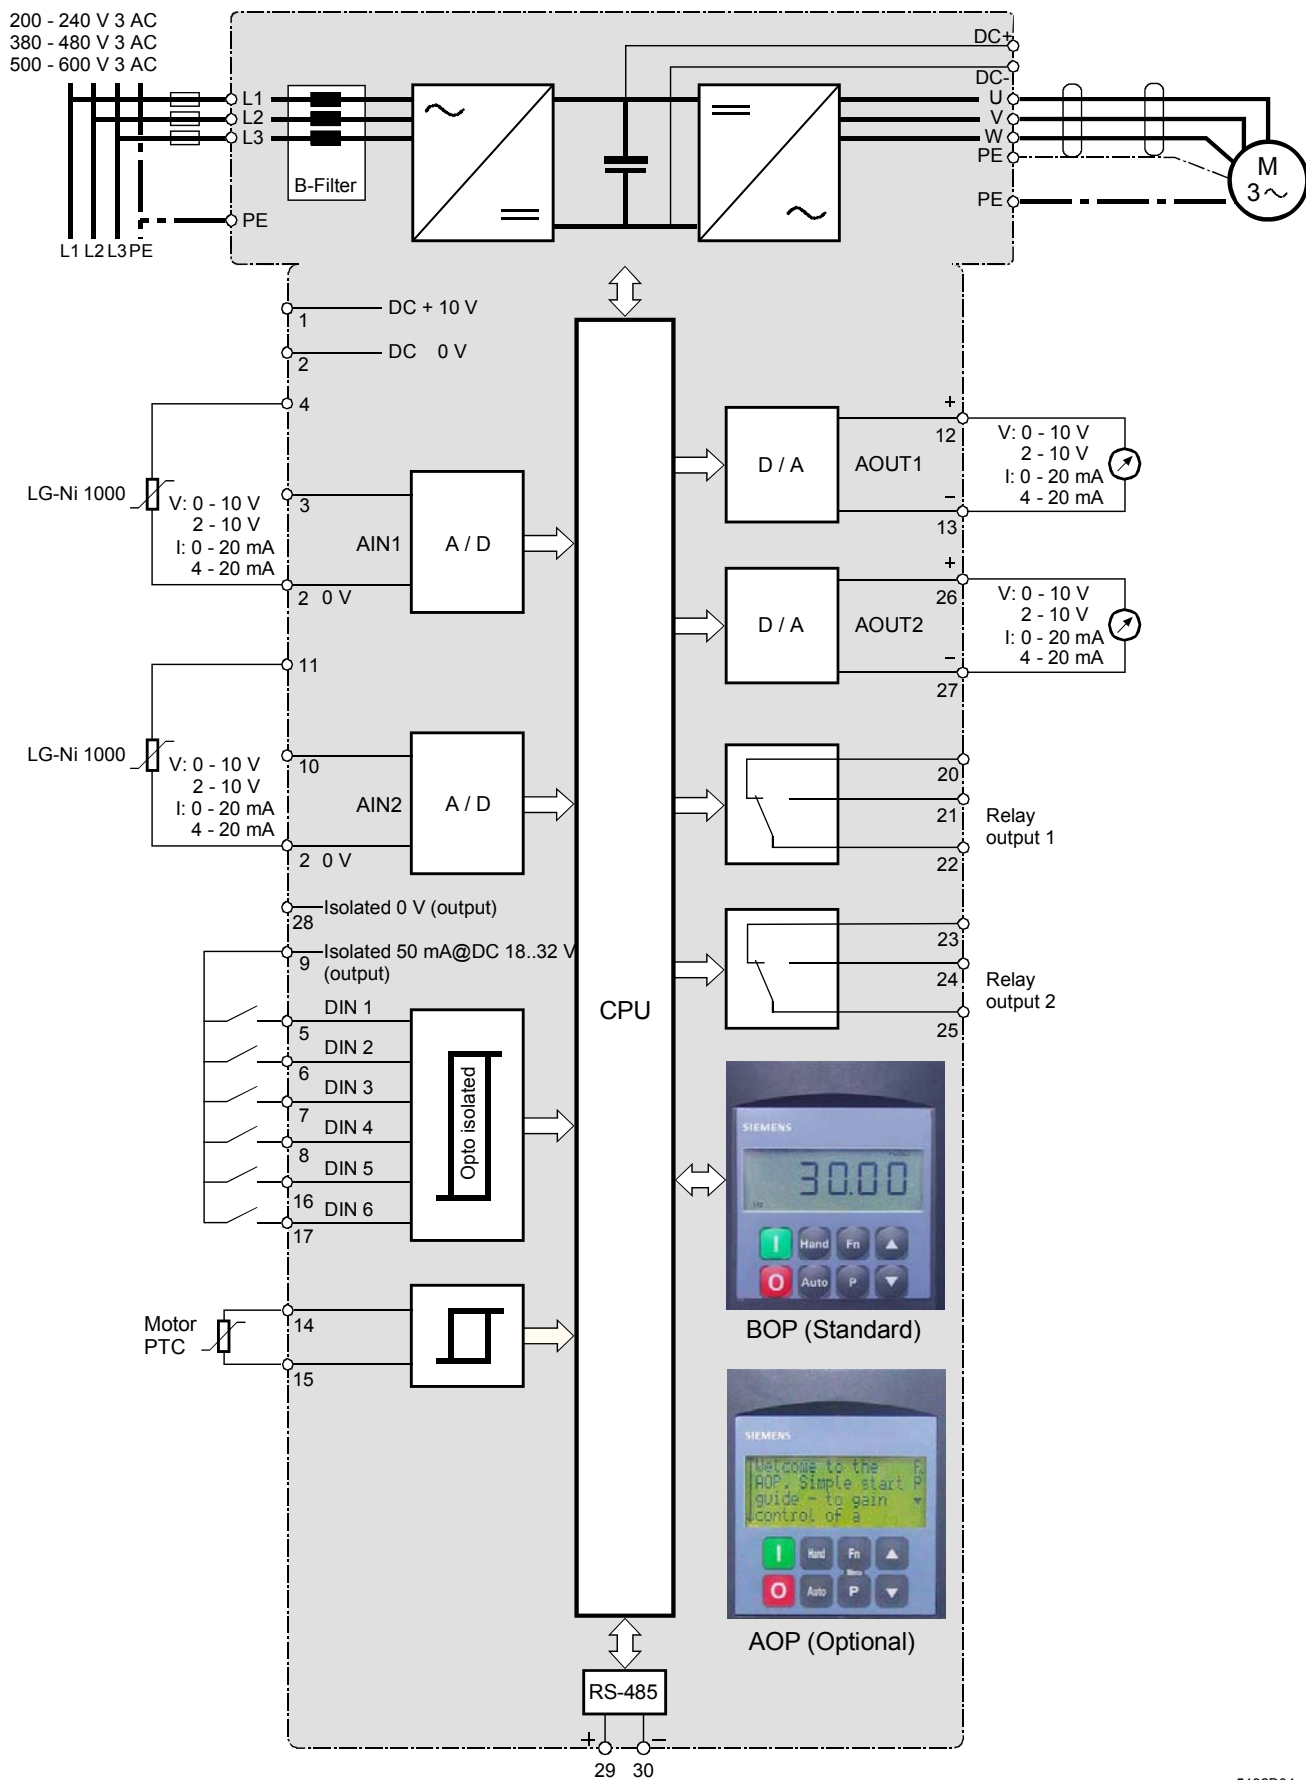 200 - 240 V 3 AC
380 - 480 V 3 AC
500 - 600 V 3 AC
DC+
DC-
L1
L2
L3
B-Filter
PE
U
V
W
PE
PE
M
3
L1 L2 L3 PE
1
DC + 10 V
2
DC 0 V
4
LG-Ni 1000
V: 0 - 10 V
2 - 10 V
I: 0 - 20 mA
4 - 20 mA
3
AIN1
A / D
2 0 V
11
LG-Ni 1000
V: 0 - 10 V
2 - 10 V
I: 0 - 20 mA
4 - 20 mA
10
AIN2
A / D
2 0 V
28
Isolated 0 V (output)
9
Isolated 50 mA@DC 18..32 V
(output)
DIN 1
5
DIN 2
6
DIN 3
7
DIN 4
8
DIN 5
16
DIN 6
17
Opto isolated
Motor
PTC
14
15
CPU
D / A
AOUT1
+
12
−
13
V: 0 - 10 V
2 - 10 V
I: 0 - 20 mA
4 - 20 mA
D / A
AOUT2
+
26
−
27
V: 0 - 10 V
2 - 10 V
I: 0 - 20 mA
4 - 20 mA
20
21
22
Relay
output 1
23
24
25
Relay
output 2
SIEMENS
30.00
Hz
I Hand Fn
O Auto P
BOP (Standard)
SIEMENS
Welcome to the
AOP. Simple start P
guide - to gain
control of a
I Hand Fn
Menu
O Auto P
AOP (Optional)
RS-485
+ −
29 30